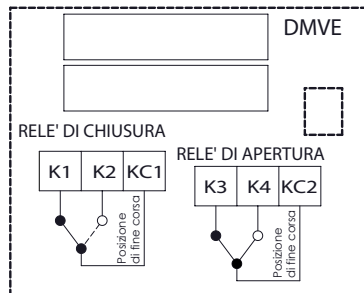 DMVE
RELE' DI CHIUSURA
K1 K2 KC1
Posizione
di fine corsa
RELE' DI APERTURA
K3 K4 KC2
Posizione
di fine corsa